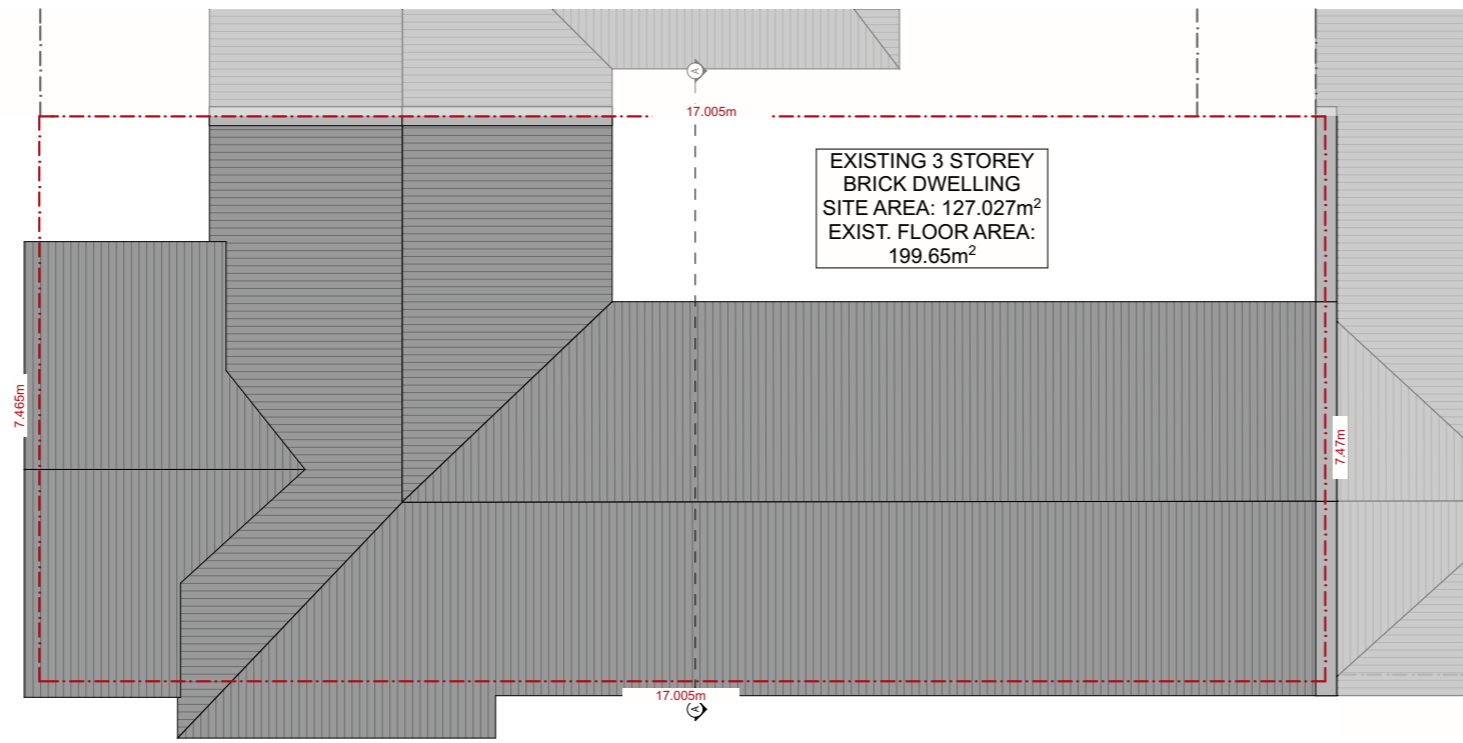 A
17.005m
EXISTING 3 STOREY
BRICK DWELLING
SITE AREA: 127.027m²
EXIST. FLOOR AREA:
199.65m²
7.465m
7.47m
17.005m
A